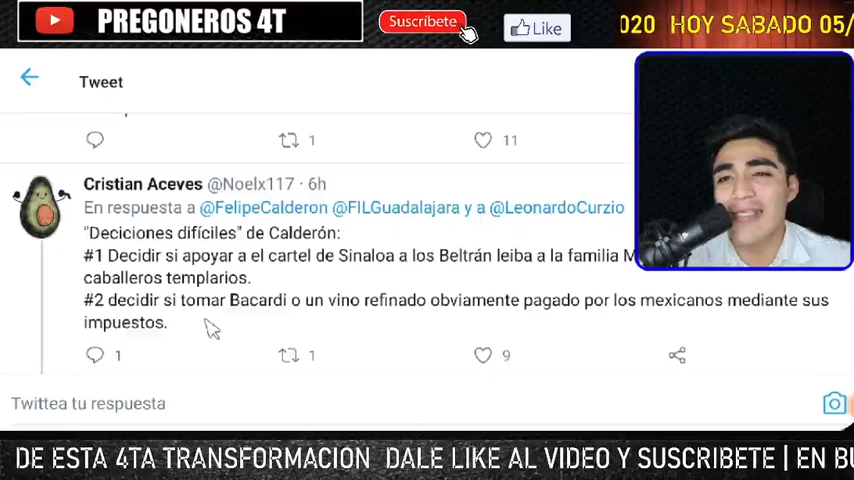 PREGONEROS 4T
Suscribete
Like
020 HOY SABADO 05/
Tweet
1
11
Cristian Aceves @Noelx117 · 6h
En respuesta a @FelipeCalderon @FILGuadalajara y a @LeonardoCurzio
"Deciciones difíciles" de Calderón:
#1 Decidir si apoyar a el cartel de Sinaloa a los Beltrán leiba a la familia M
caballeros templarios.
#2 decidir si tomar Bacardi o un vino refinado obviamente pagado por los mexicanos mediante sus
impuestos.
1
1
9
Twittea tu respuesta
DE ESTA 4TA TRANSFORMACION DALE LIKE AL VIDEO Y SUSCRIBETE | EN BU